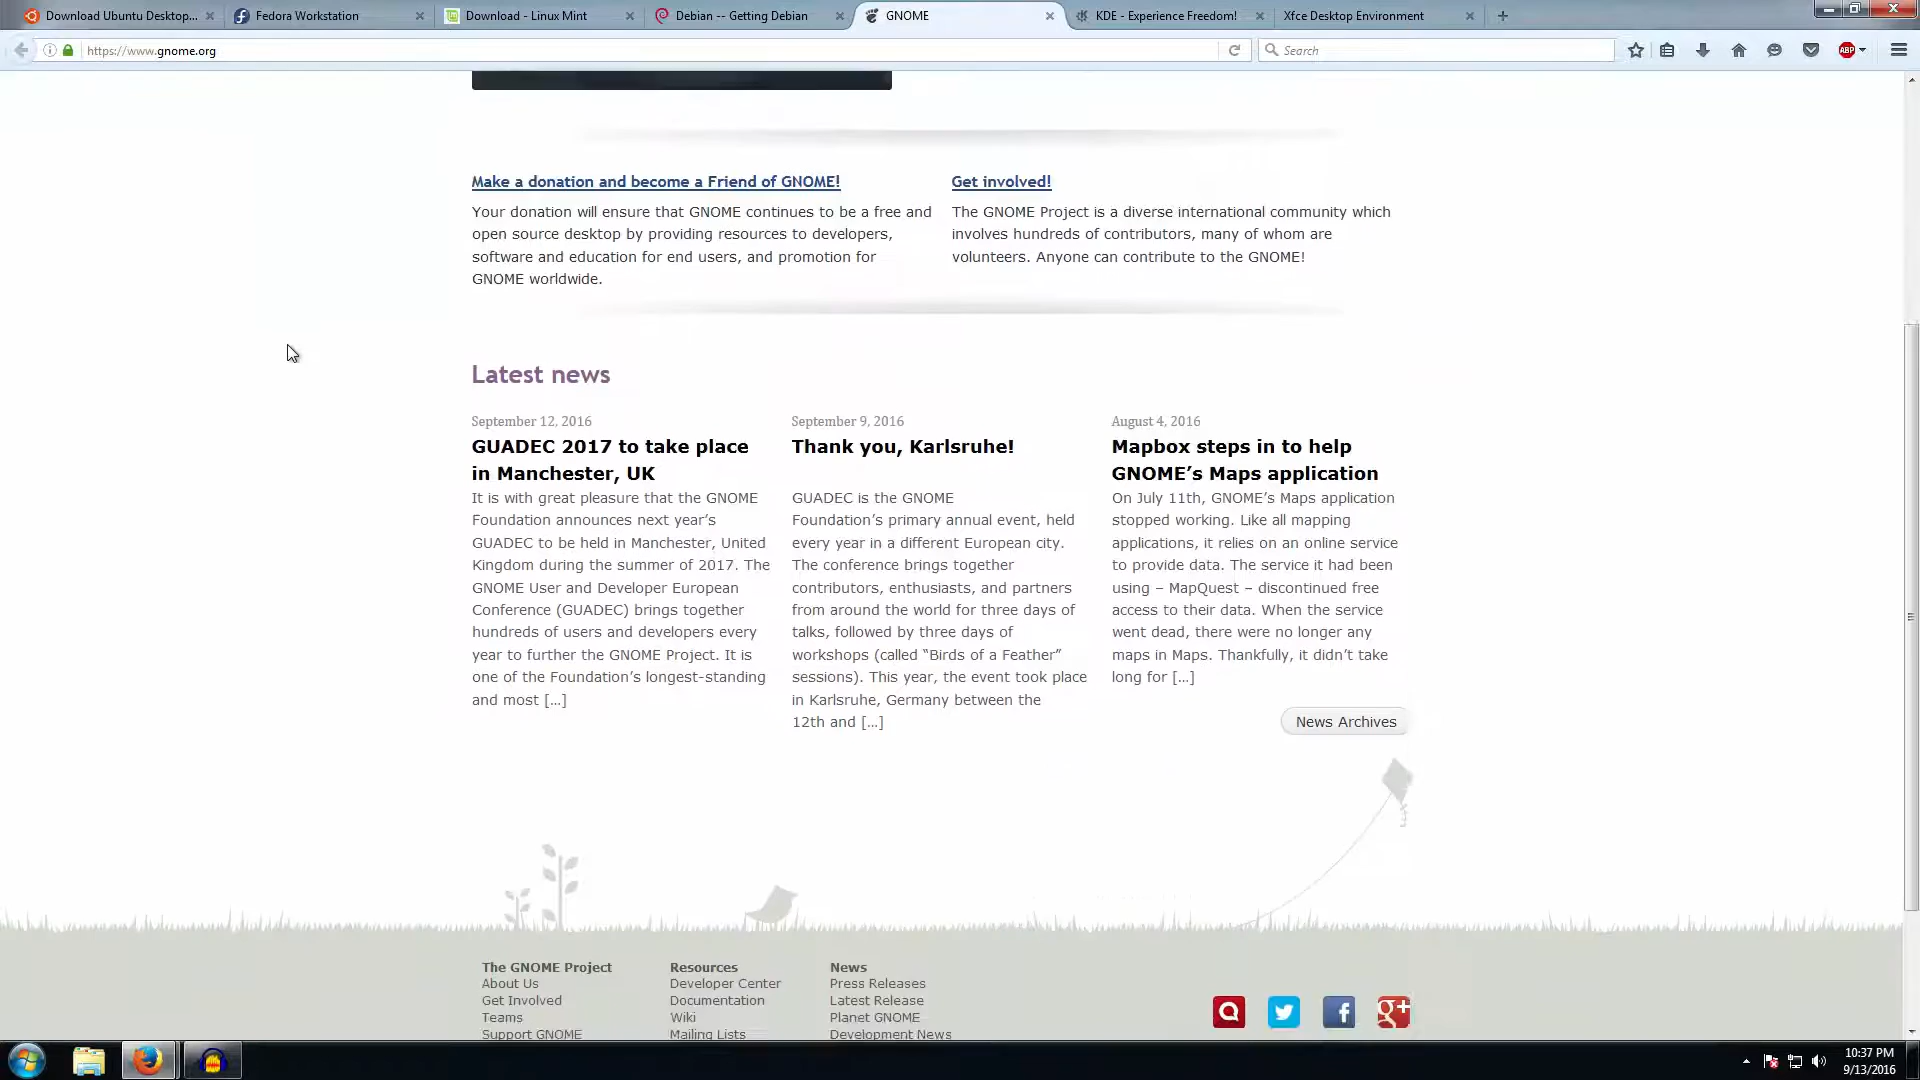 Download Ubuntu Desktop...
Fedora Workstation
Download - Linux Mint
Debian -- Getting Debian
GNOME
KDE - Experience Freedom!
Xfce Desktop Environment
https://www.gnome.org
Search
ABP
Make a donation and become a Friend of GNOME!
Your donation will ensure that GNOME continues to be a free and
open source desktop by providing resources to developers,
software and education for end users, and promotion for
GNOME worldwide.
Get involved!
The GNOME Project is a diverse international community which
involves hundreds of contributors, many of whom are
volunteers. Anyone can contribute to the GNOME!
Latest news
September 12, 2016
GUADEC 2017 to take place
in Manchester, UK
It is with great pleasure that the GNOME
Foundation announces next year’s
GUADEC to be held in Manchester, United
Kingdom during the summer of 2017. The
GNOME User and Developer European
Conference (GUADEC) brings together
hundreds of users and developers every
year to further the GNOME Project. It is
one of the Foundation’s longest-standing
and most [...]
September 9, 2016
Thank you, Karlsruhe!
GUADEC is the GNOME
Foundation’s primary annual event, held
every year in a different European city.
The conference brings together
contributors, enthusiasts, and partners
from around the world for three days of
talks, followed by three days of
workshops (called “Birds of a Feather”
sessions). This year, the event took place
in Karlsruhe, Germany between the
12th and [...]
August 4, 2016
Mapbox steps in to help
GNOME’s Maps application
On July 11th, GNOME’s Maps application
stopped working. Like all mapping
applications, it relies on an online service
to provide data. The service it had been
using – MapQuest – discontinued free
access to their data. When the service
went dead, there were no longer any
maps in Maps. Thankfully, it didn’t take
long for [...]
News Archives
The GNOME Project
About Us
Get Involved
Teams
Support GNOME
Resources
Developer Center
Documentation
Wiki
Mailing Lists
News
Press Releases
Latest Release
Planet GNOME
Development News
f
g+
10:37 PM
9/13/2016